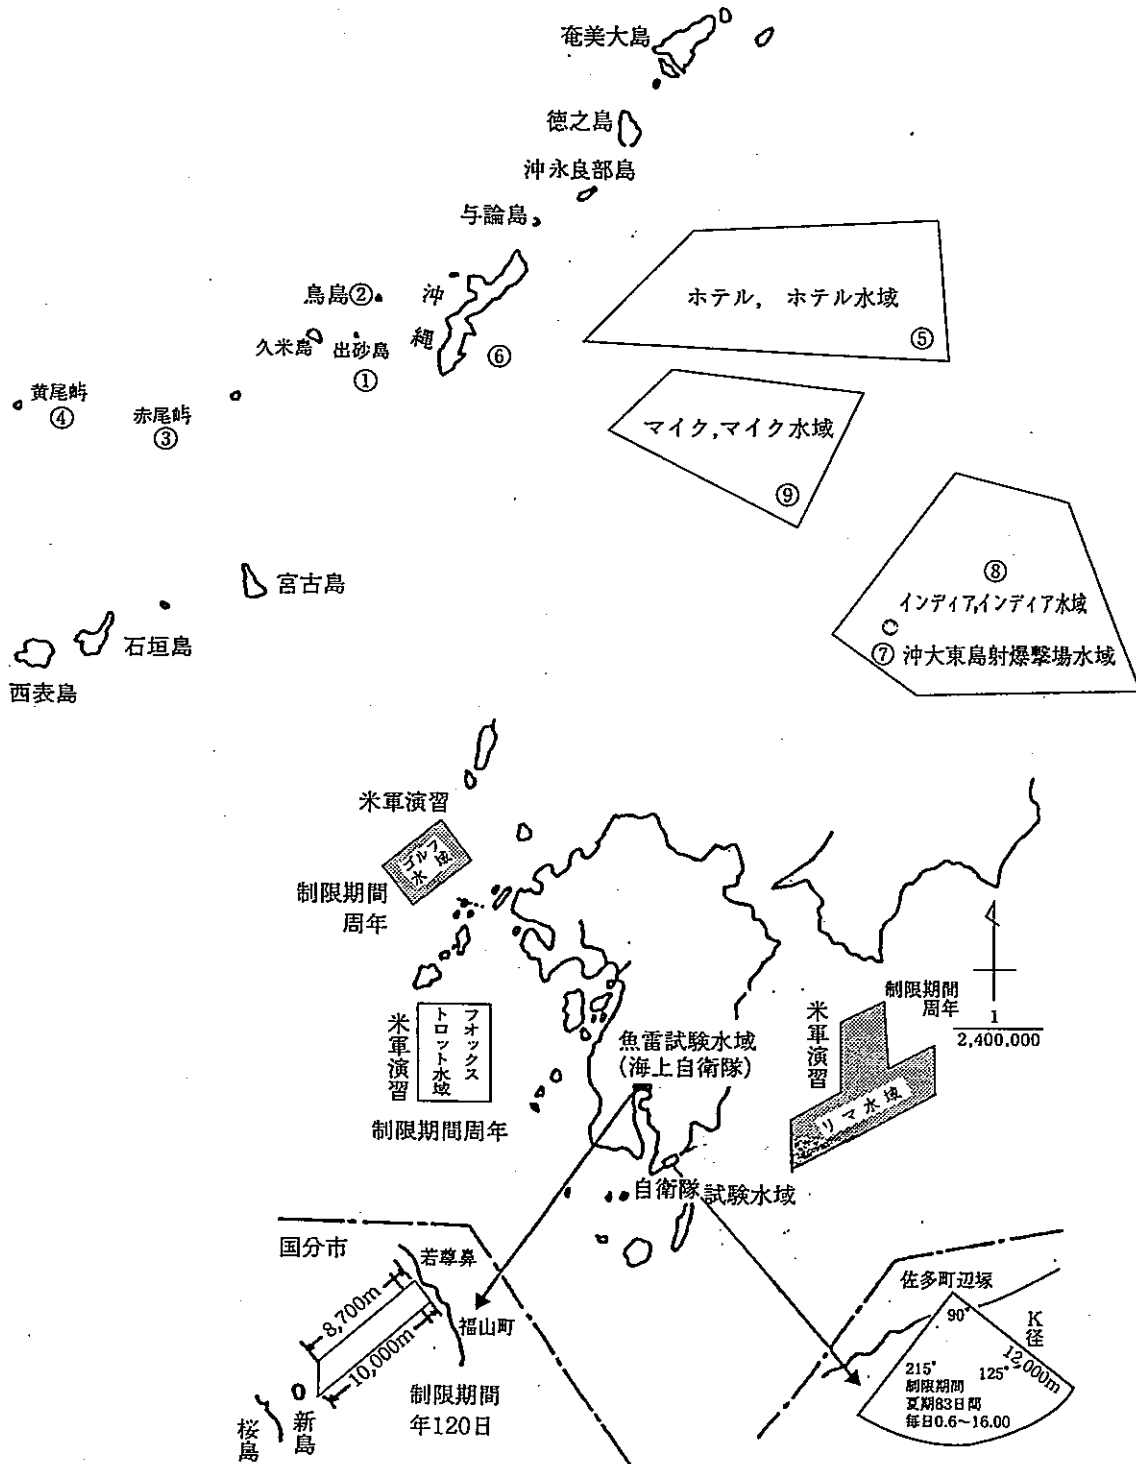 奄美大島
徳之島
沖永良部島
与論島
鳥島②
沖縄
久米島
出砂島
①
⑥
黄尾峅
④
赤尾峅
③
ホテル, ホテル水域
⑤
マイク,マイク水域
⑨
⑧
インディア,インディア水域
⑦ 沖大東島射爆撃場水域
宮古島
石垣島
西表島
米軍演習
ゴルフ
水域
制限期間
周年
米軍演習
フオックス
トロット水域
制限期間周年
魚雷試験水域
(海上自衛隊)
米軍演習
制限期間
周年
リマ水域
1
2,400,000
自衛隊試験水域
国分市
若尊鼻
8,700m
10,000m
福山町
桜島
新島
制限期間
年120日
佐多町辺塚
90°
K径
12,000m
215°
125°
制限期間
夏期83日間
毎日0.6~16.00